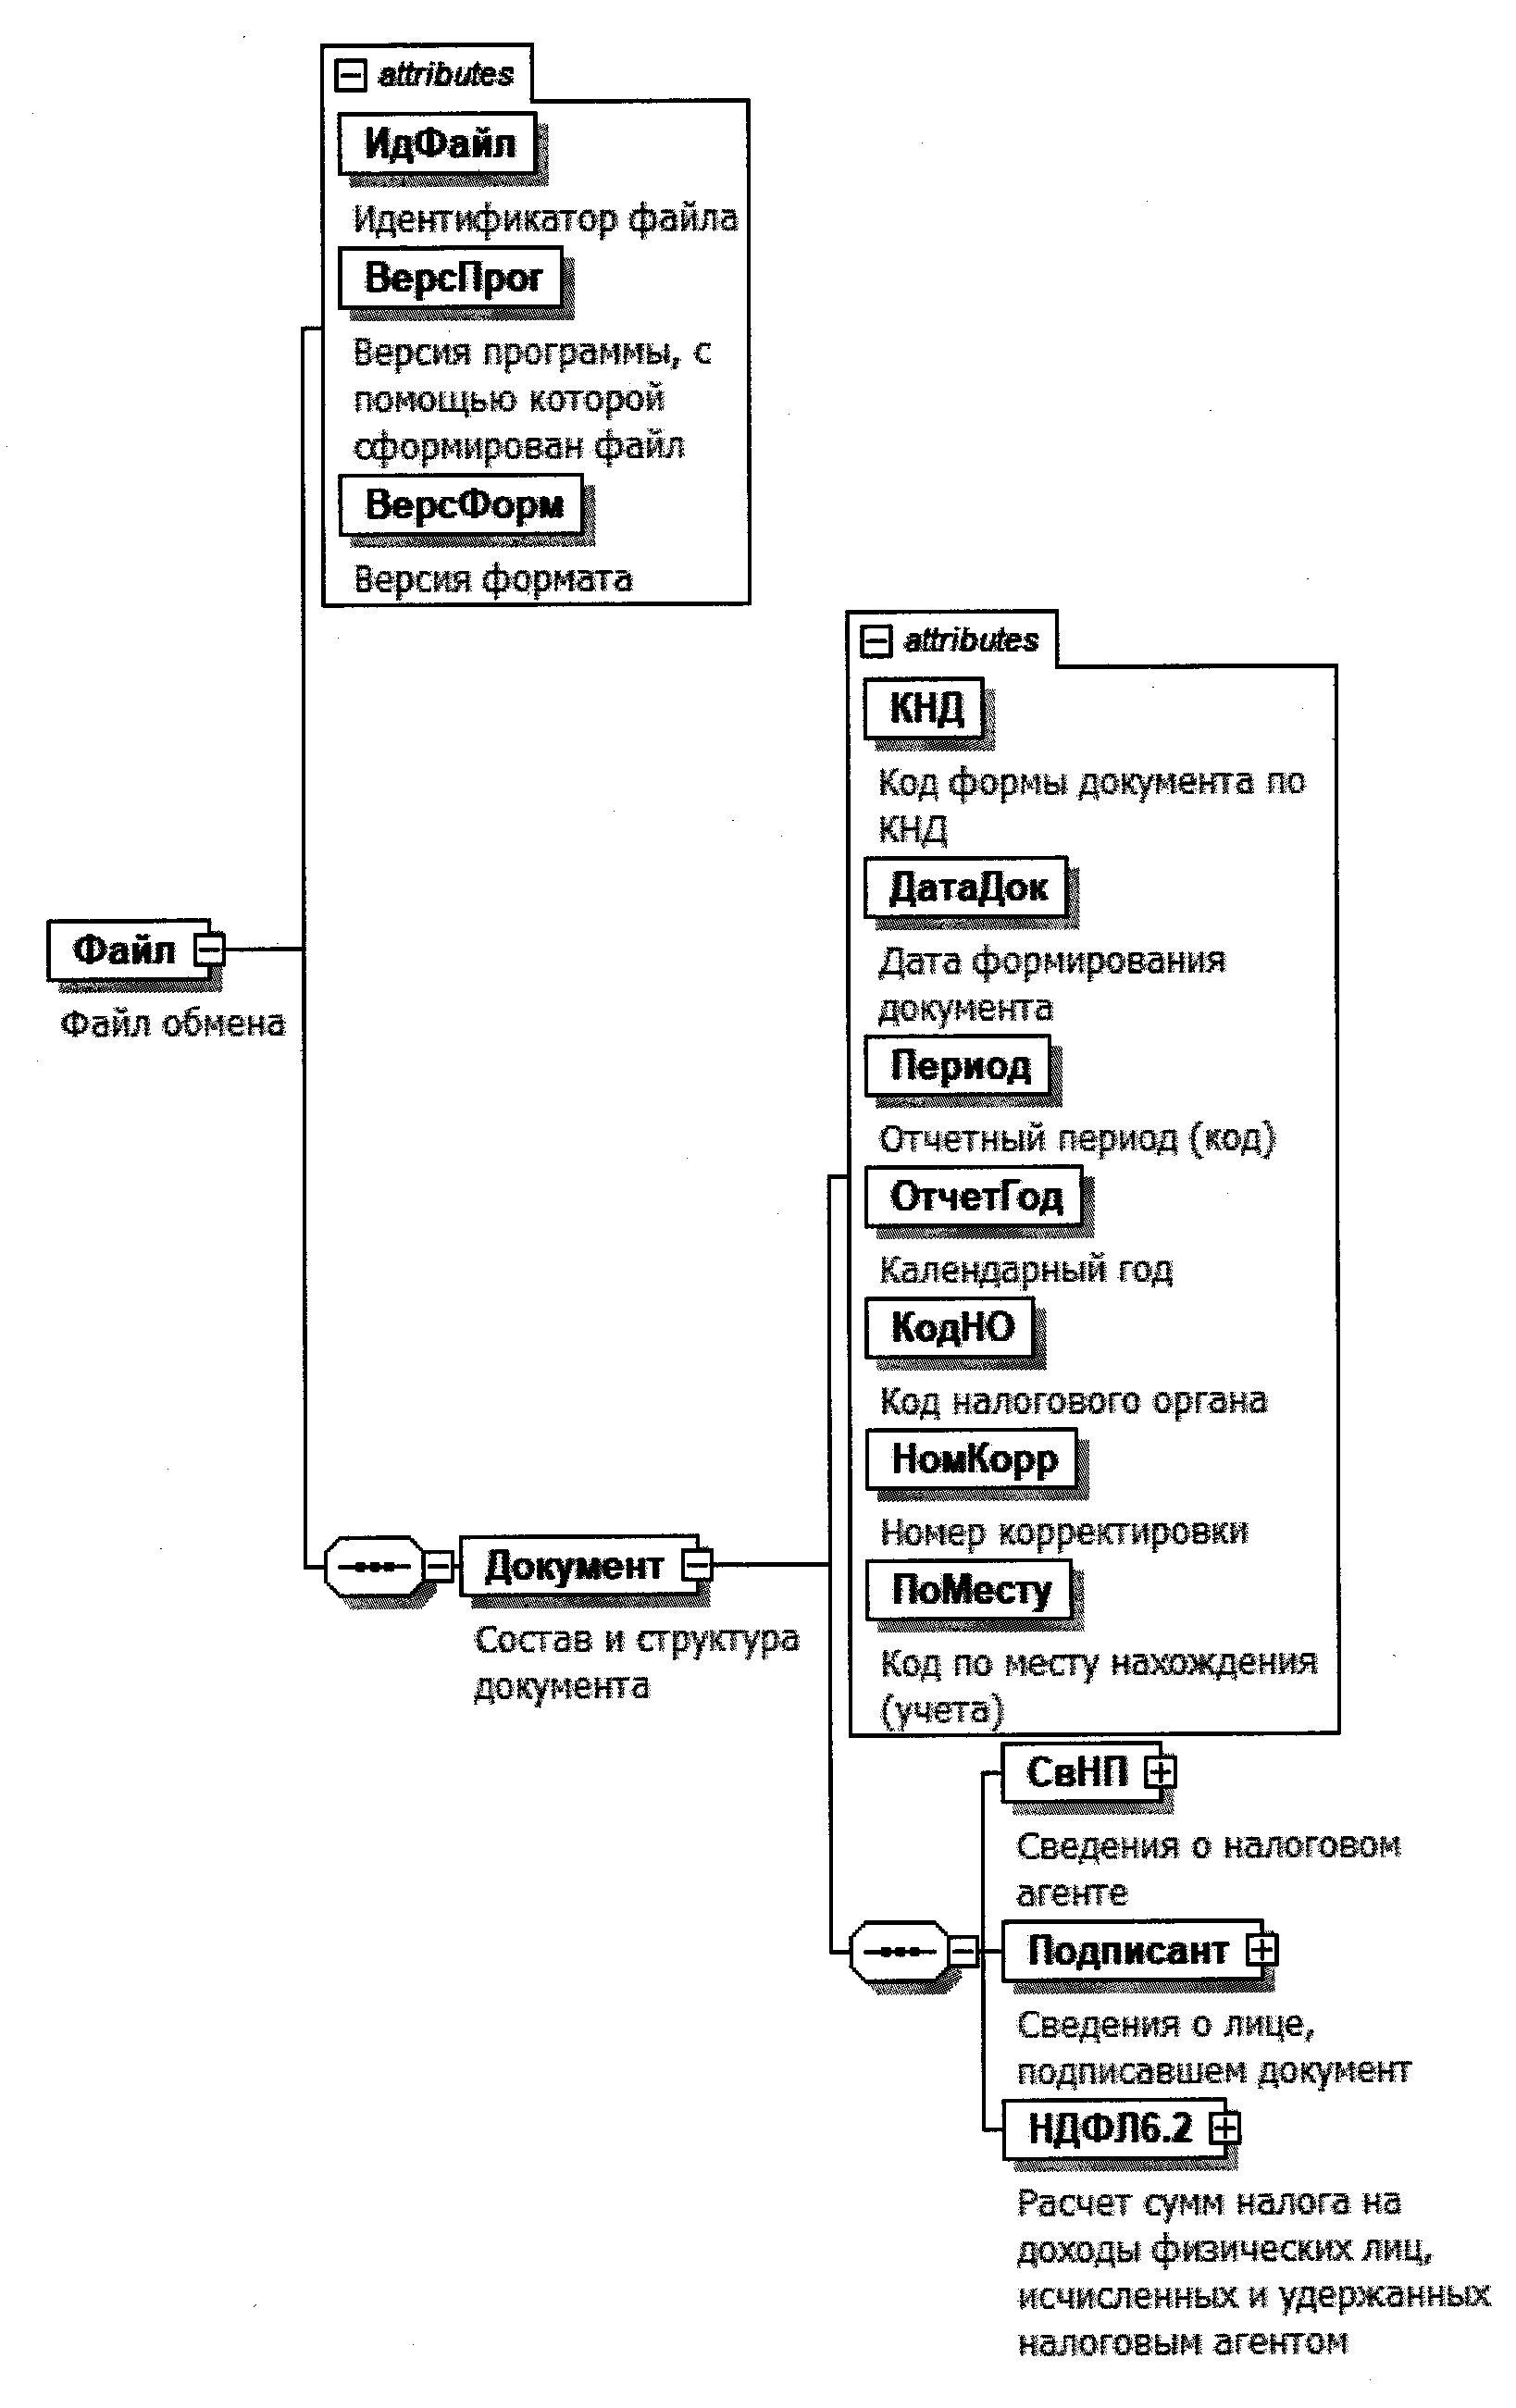 attributes
ИдФайл
Идентификатор файла
ВерсПрог
Версия программы, с
помощью которой
сформирован файл
ВерсФорм
Версия формата
Файл
Файл обмена
Документ
Состав и структура
документа
attributes
КНД
Код формы документа по
КНД
ДатаДок
Дата формирования
документа
Период
Отчетный период (код)
ОтчетГод
Календарный год
КодНО
Код налогового органа
НомКорр
Номер корректировки
ПоМесту
Код по месту нахождения
(учета)
СвНП
Сведения о налоговом
агенте
Подписант
Сведения о лице,
подписавшем документ
НДФЛ6.2
Расчет сумм налога на
доходы физических лиц,
исчисленных и удержанных
налоговым агентом